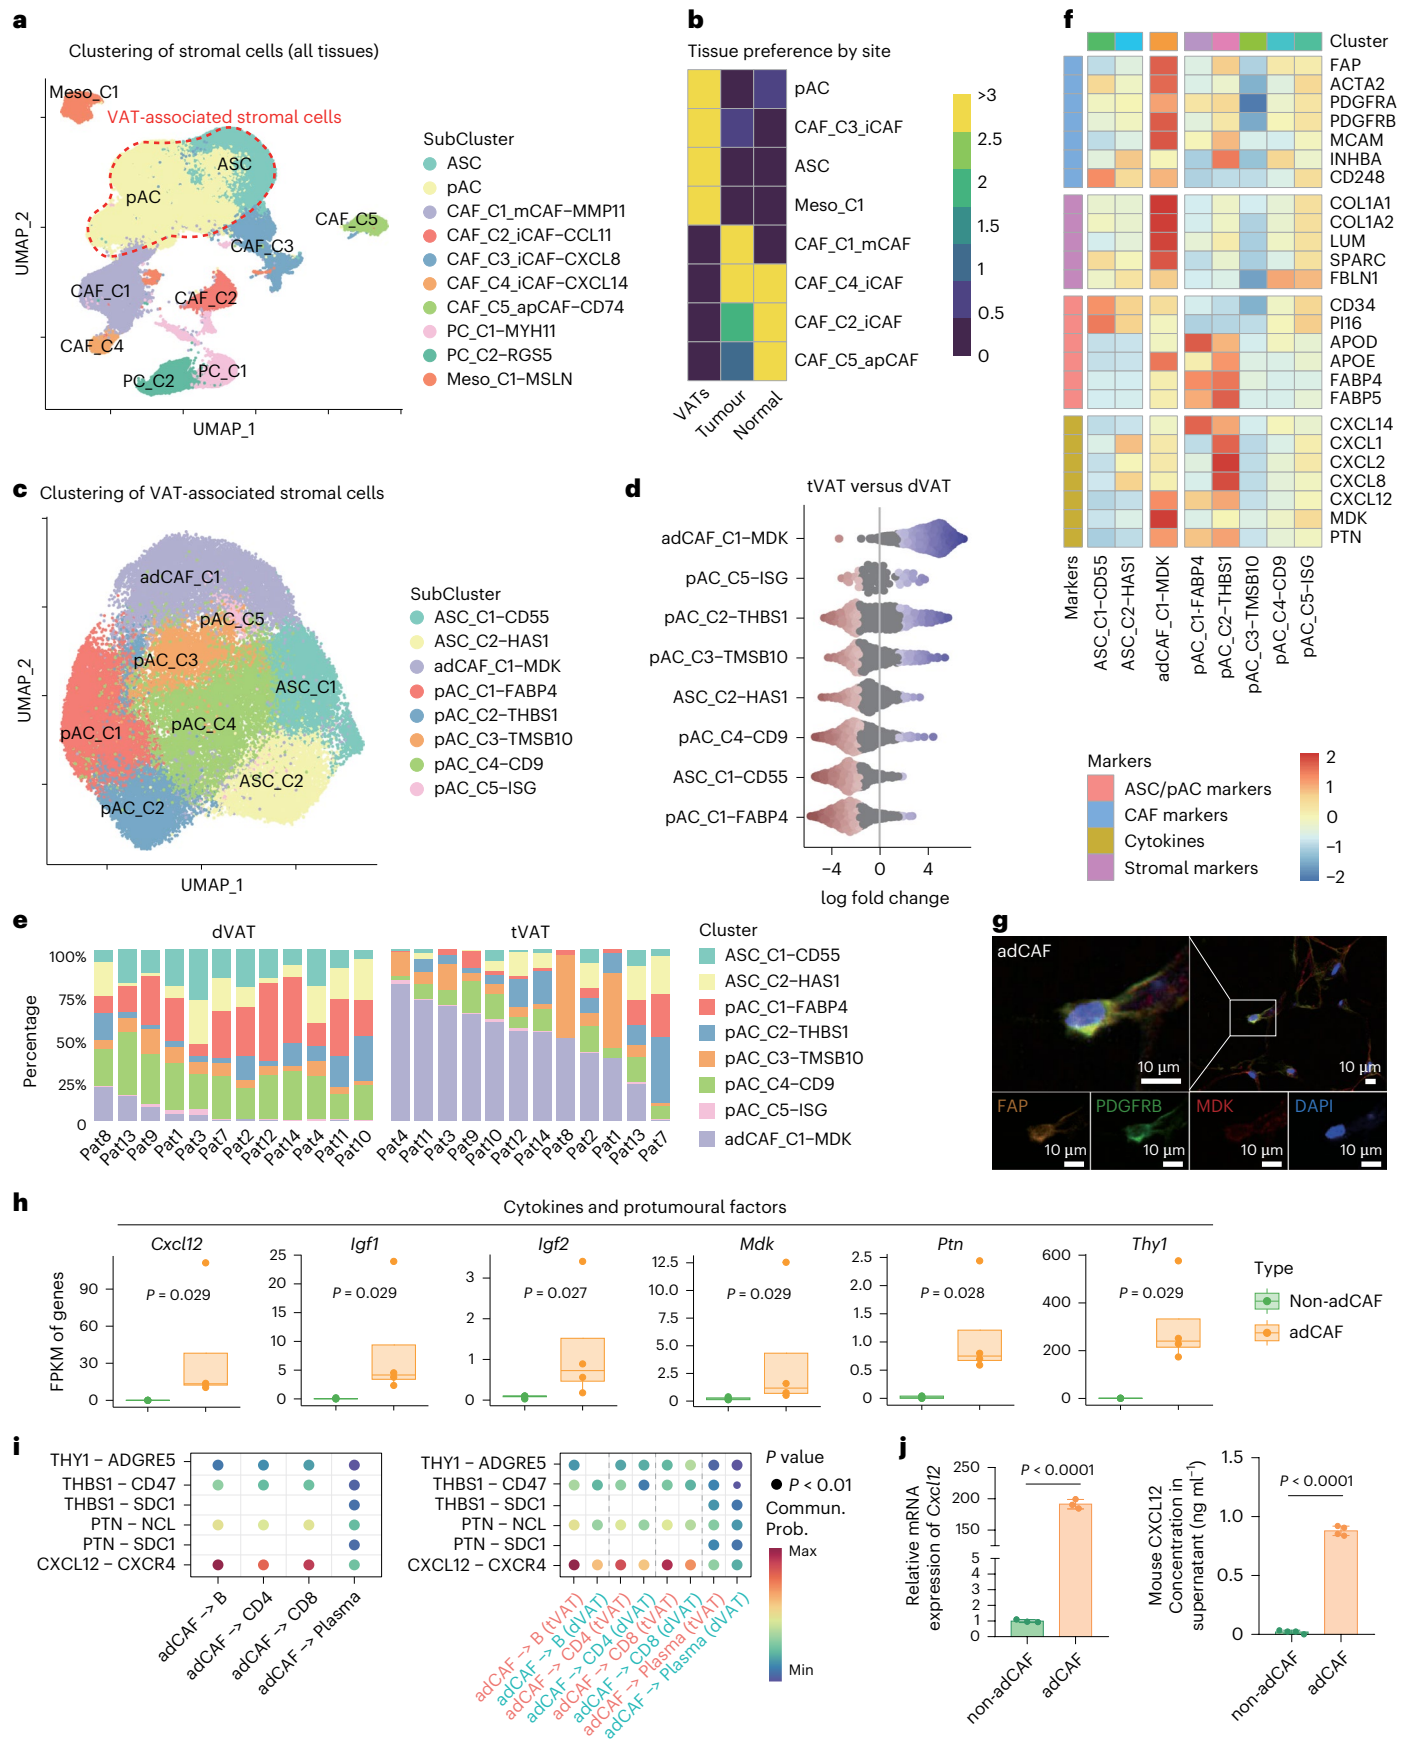 a
Clustering of stromal cells (all tissues)
Meso_C1
VAT-associated stromal cells
ASC
pAC
CAF_C5
CAF_C3
CAF_C1
CAF_C2
CAF_C4
PC_C2
PC_C1
UMAP_2
UMAP_1
SubCluster
ASC
pAC
CAF_C1_mCAF–MMP11
CAF_C2_iCAF–CCL11
CAF_C3_iCAF–CXCL8
CAF_C4_iCAF–CXCL14
CAF_C5_apCAF–CD74
PC_C1–MYH11
PC_C2–RGS5
Meso_C1–MSLN
b
Tissue preference by site
pAC
CAF_C3_iCAF
ASC
Meso_C1
CAF_C1_mCAF
CAF_C4_iCAF
CAF_C2_iCAF
CAF_C5_apCAF
VATs
Tumour
Normal
>3
2.5
2
1.5
1
0.5
0
c
Clustering of VAT-associated stromal cells
adCAF_C1
pAC_C5
pAC_C3
ASC_C1
pAC_C4
pAC_C1
ASC_C2
pAC_C2
UMAP_2
UMAP_1
SubCluster
ASC_C1–CD55
ASC_C2–HAS1
adCAF_C1–MDK
pAC_C1–FABP4
pAC_C2–THBS1
pAC_C3–TMSB10
pAC_C4–CD9
pAC_C5–ISG
d
tVAT versus dVAT
adCAF_C1–MDK
pAC_C5–ISG
pAC_C2–THBS1
pAC_C3–TMSB10
ASC_C2–HAS1
pAC_C4–CD9
ASC_C1–CD55
pAC_C1–FABP4
−4 0 4
log fold change
e
dVAT
tVAT
Percentage
100%
75%
50%
25%
0
Pat8 Pat13 Pat9 Pat1 Pat3 Pat7 Pat2 Pat12 Pat14 Pat4 Pat11 Pat10
Pat4 Pat11 Pat3 Pat9 Pat10 Pat12 Pat14 Pat8 Pat2 Pat1 Pat13 Pat7
Cluster
ASC_C1–CD55
ASC_C2–HAS1
pAC_C1–FABP4
pAC_C2–THBS1
pAC_C3–TMSB10
pAC_C4–CD9
pAC_C5–ISG
adCAF_C1–MDK
f
Cluster
FAP
ACTA2
PDGFRA
PDGFRB
MCAM
INHBA
CD248
COL1A1
COL1A2
LUM
SPARC
FBLN1
CD34
PI16
APOD
APOE
FABP4
FABP5
CXCL14
CXCL1
CXCL2
CXCL8
CXCL12
MDK
PTN
Markers
ASC_C1–CD55
ASC_C2–HAS1
adCAF_C1–MDK
pAC_C1-FABP4
pAC_C2–THBS1
pAC_C3–TMSB10
pAC_C4–CD9
pAC_C5–ISG
Markers
ASC/pAC markers
CAF markers
Cytokines
Stromal markers
2
1
0
−1
−2
g
adCAF
10 µm
10 µm
FAP
PDGFRB
MDK
DAPI
10 µm
10 µm
10 µm
10 µm
h
Cytokines and protumoural factors
FPKM of genes
Cxcl12
P = 0.029
90
60
30
0
Igf1
P = 0.029
25
20
15
10
5
0
Igf2
P = 0.027
3
2
1
0
Mdk
P = 0.029
12.5
10.0
7.5
5.0
2.5
0
Ptn
P = 0.028
2.5
2.0
1.5
1.0
0.5
0
Thy1
P = 0.029
600
400
200
0
Type
Non-adCAF
adCAF
i
THY1 – ADGRE5
THBS1 – CD47
THBS1 – SDC1
PTN – NCL
PTN – SDC1
CXCL12 – CXCR4
adCAF –> B
adCAF –> CD4
adCAF –> CD8
adCAF –> Plasma
THY1 – ADGRE5
THBS1 – CD47
THBS1 – SDC1
PTN – NCL
PTN – SDC1
CXCL12 – CXCR4
adCAF –> B (tVAT)
adCAF –> B (dVAT)
adCAF –> CD4 (tVAT)
adCAF –> CD4 (dVAT)
adCAF –> CD8 (tVAT)
adCAF –> CD8 (dVAT)
adCAF –> Plasma (tVAT)
adCAF –> Plasma (dVAT)
P value
P < 0.01
Commun.
Prob.
Max
Min
j
Relative mRNA
expression of Cxcl12
250
200
150
5
4
3
2
1
0
P < 0.0001
non-adCAF
adCAF
Mouse CXCL12
Concentration in
supernatant (ng ml⁻¹)
1.5
1.0
0.5
0
P < 0.0001
non-adCAF
adCAF